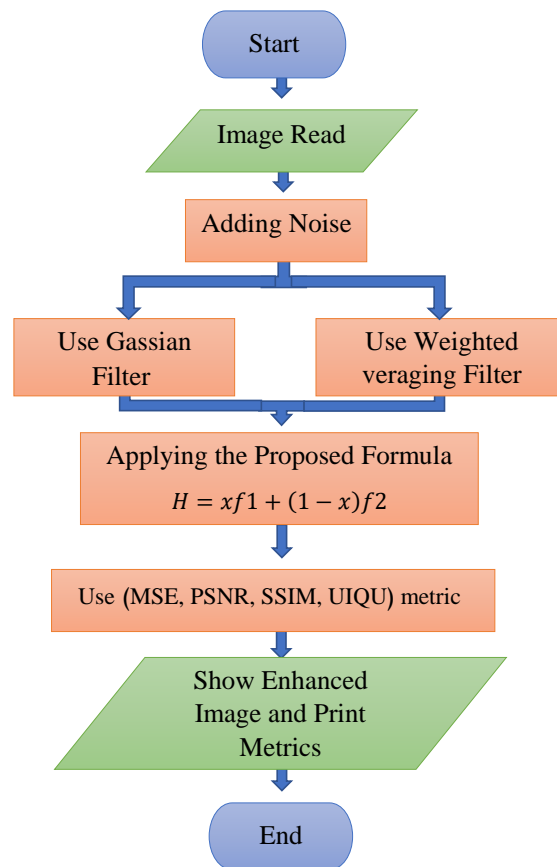 Start
Image Read
Adding Noise
Use Gassian
Filter
Use Weighted
veraging Filter
Applying the Proposed Formula
𝐻 = 𝑥𝑓1 + (1 − 𝑥)𝑓2
Use (MSE, PSNR, SSIM, UIQU) metric
Show Enhanced
Image and Print
Metrics
End